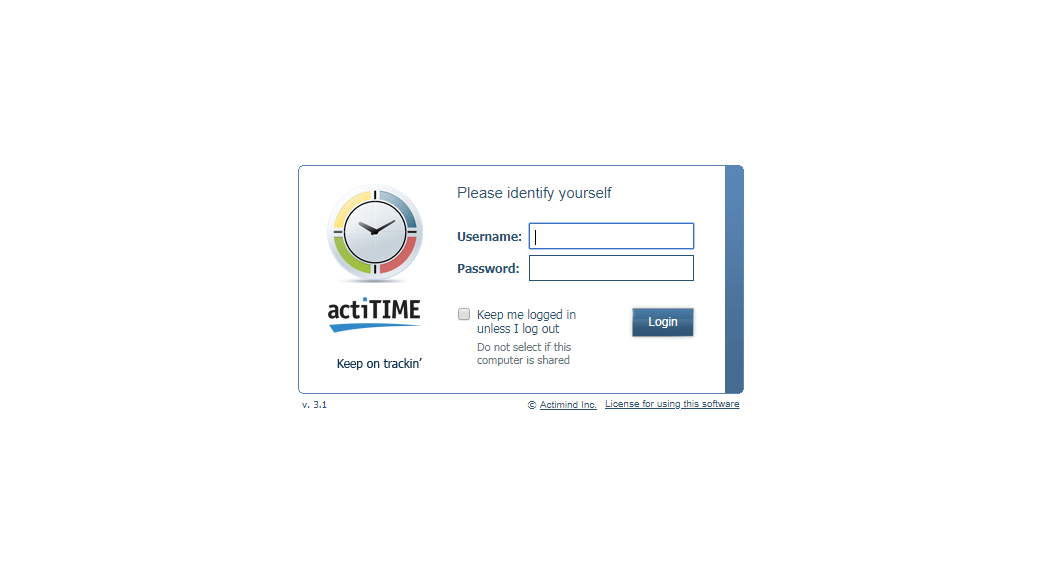 Please identify yourself
Username:
Password:
actiTIME
Keep me logged in
unless I log out
Login
Do not select if this
computer is shared
Keep on trackin'
v. 3.1
© Actimind Inc. License for using this software